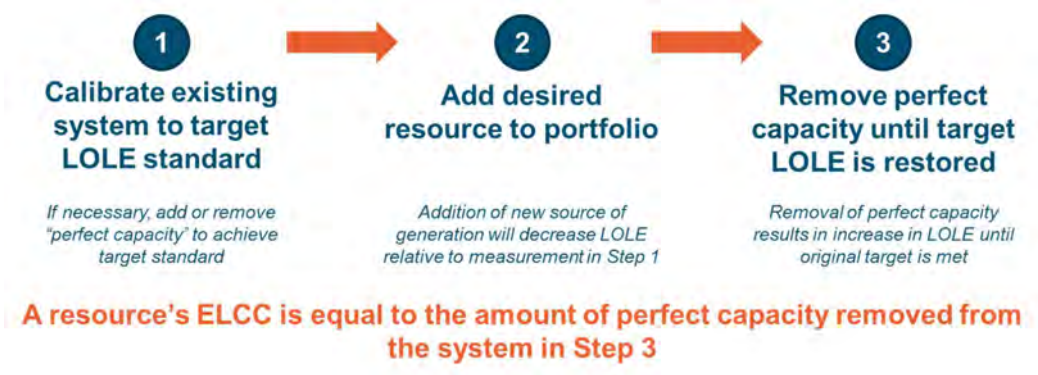 1
Calibrate existing
system to target
LOLE standard
If necessary, add or remove
"perfect capacity" to achieve
target standard
2
Add desired
resource to portfolio
Addition of new source of
generation will decrease LOLE
relative to measurement in Step 1
3
Remove perfect
capacity until target
LOLE is restored
Removal of perfect capacity
results in increase in LOLE until
original target is met
A resource's ELCC is equal to the amount of perfect capacity removed from
the system in Step 3